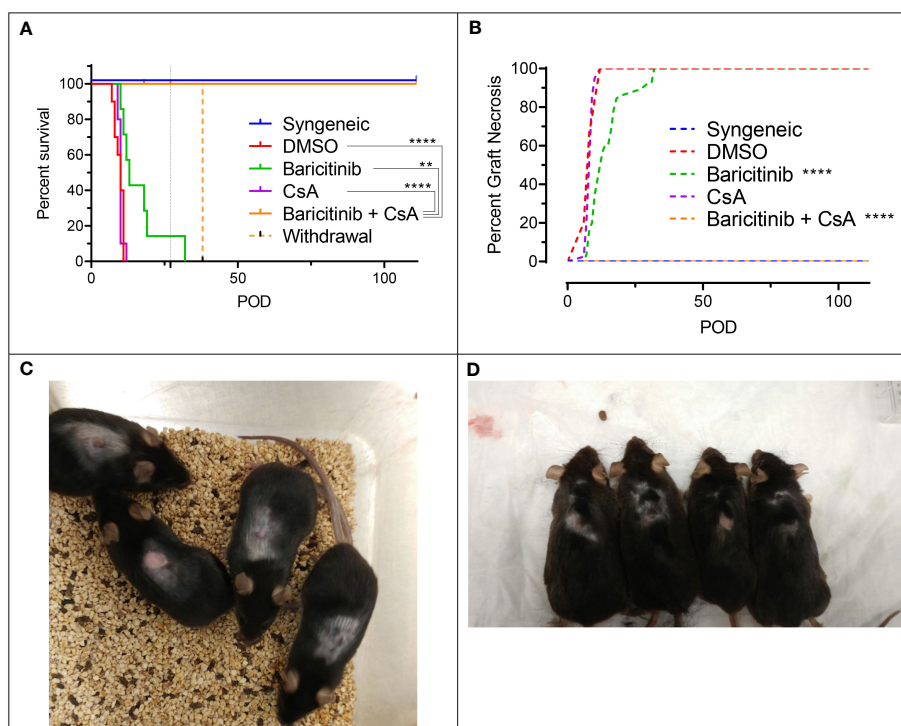 A
Percent survival
100
80
60
40
20
0
0
50
100
POD
Syngeneic
DMSO
****
Baricitinib
**
CsA
****
Baricitinib + CsA
Withdrawal
B
Percent Graft Necrosis
100
80
60
40
20
0
0
50
100
POD
Syngeneic
DMSO
Baricitinib ****
CsA
Baricitinib + CsA ****
C
D